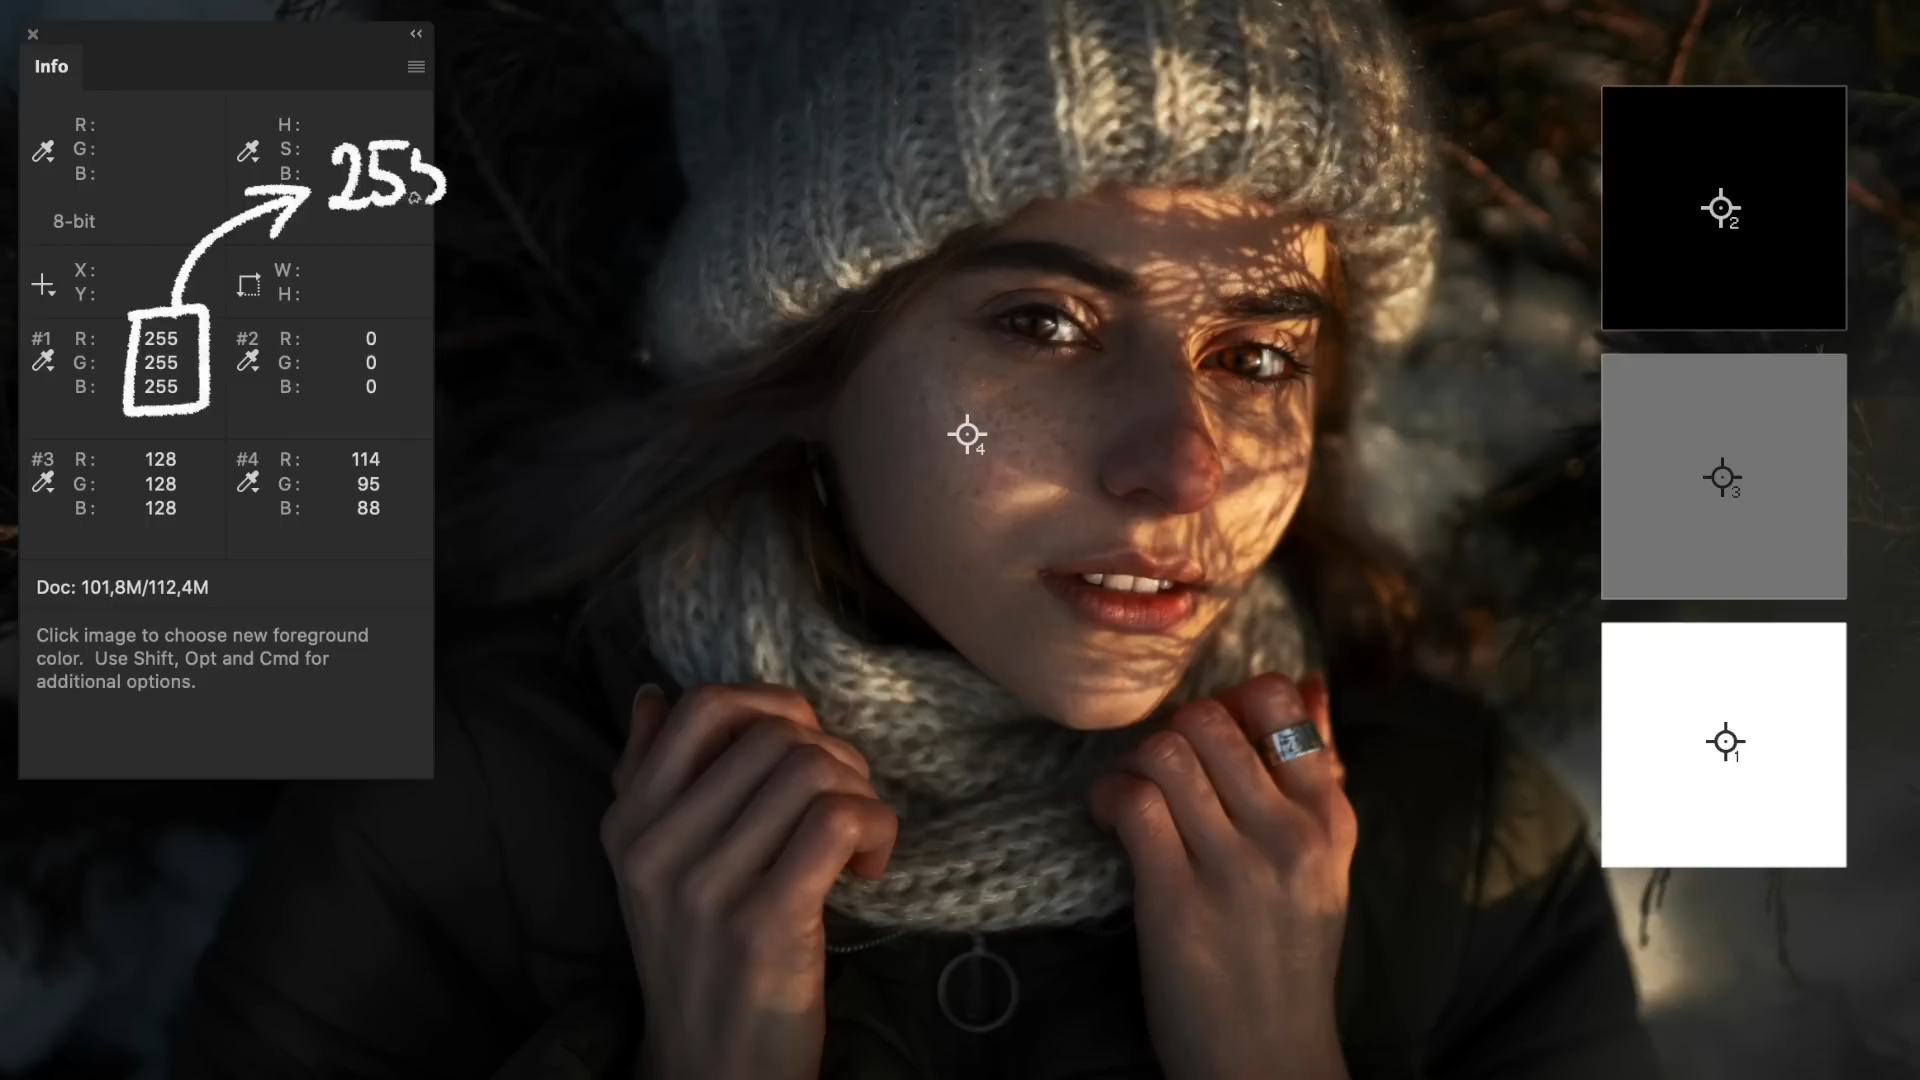 Info
R: H:
G: S:
B: B:
255
8-bit
X: W:
Y: H:
#1 R: 255 #2 R: 0
G: 255 G: 0
B: 255 B: 0
#3 R: 128 #4 R: 114
G: 128 G: 95
B: 128 B: 88
Doc: 101,8M/112,4M
Click image to choose new foreground
color. Use Shift, Opt and Cmd for
additional options.
2
4
3
1